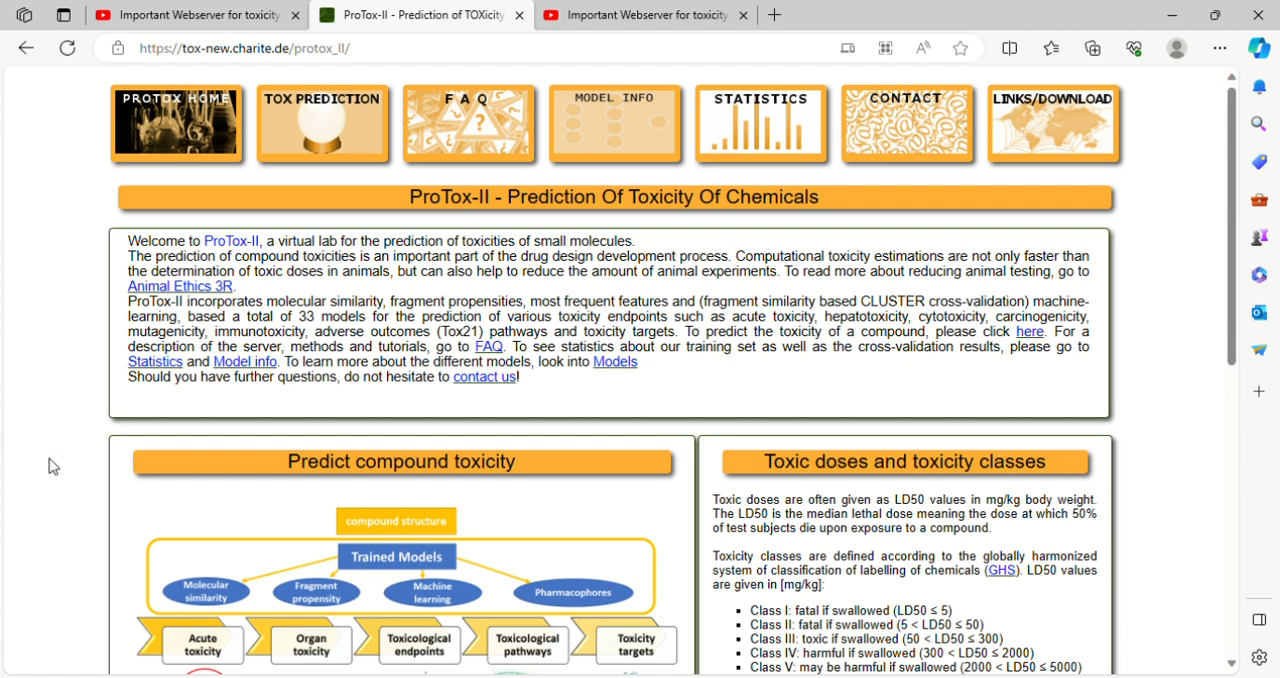 Important Webserver for toxicity
ProTox-II - Prediction of TOXicity
Important Webserver for toxicity
https://tox-new.charite.de/protox_II/
PROTOX HOME
TOX PREDICTION
F A Q
MODEL INFO
STATISTICS
CONTACT
LINKS/DOWNLOAD
ProTox-II - Prediction Of Toxicity Of Chemicals
Welcome to ProTox-II, a virtual lab for the prediction of toxicities of small molecules.
The prediction of compound toxicities is an important part of the drug design development process. Computational toxicity estimations are not only faster than
the determination of toxic doses in animals, but can also help to reduce the amount of animal experiments. To read more about reducing animal testing, go to
Animal Ethics 3R.
ProTox-II incorporates molecular similarity, fragment propensities, most frequent features and (fragment similarity based CLUSTER cross-validation) machine-
learning, based a total of 33 models for the prediction of various toxicity endpoints such as acute toxicity, hepatotoxicity, cytotoxicity, carcinogenicity,
mutagenicity, immunotoxicity, adverse outcomes (Tox21) pathways and toxicity targets. To predict the toxicity of a compound, please click here. For a
description of the server, methods and tutorials, go to FAQ. To see statistics about our training set as well as the cross-validation results, please go to
Statistics and Model info. To learn more about the different models, look into Models
Should you have further questions, do not hesitate to contact us!
Predict compound toxicity
compound structure
Trained Models
Molecular
similarity
Fragment
propensity
Machine
learning
Pharmacophores
Acute
toxicity
Organ
toxicity
Toxicological
endpoints
Toxicological
pathways
Toxicity
targets
Toxic doses and toxicity classes
Toxic doses are often given as LD50 values in mg/kg body weight.
The LD50 is the median lethal dose meaning the dose at which 50%
of test subjects die upon exposure to a compound.
Toxicity classes are defined according to the globally harmonized
system of classification of labelling of chemicals (GHS). LD50 values
are given in [mg/kg]:
Class I: fatal if swallowed (LD50 ≤ 5)
Class II: fatal if swallowed (5 < LD50 ≤ 50)
Class III: toxic if swallowed (50 < LD50 ≤ 300)
Class IV: harmful if swallowed (300 < LD50 ≤ 2000)
Class V: may be harmful if swallowed (2000 < LD50 ≤ 5000)